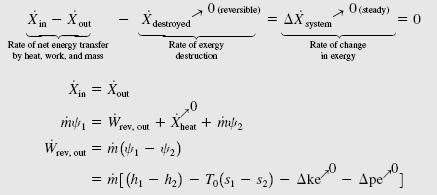 Ẋin − Ẋout − Ẋdestroyed 0 (reversible) = ΔẊsystem 0 (steady) = 0
Rate of net energy transfer by heat, work, and mass
Rate of exergy destruction
Rate of change in exergy
Ẋin = Ẋout
ṁψ1 = Ẇrev, out + Ẋheat 0 + ṁψ2
Ẇrev, out = ṁ(ψ1 − ψ2)
= ṁ[(h1 − h2) − T0(s1 − s2) − Δke 0 − Δpe 0]